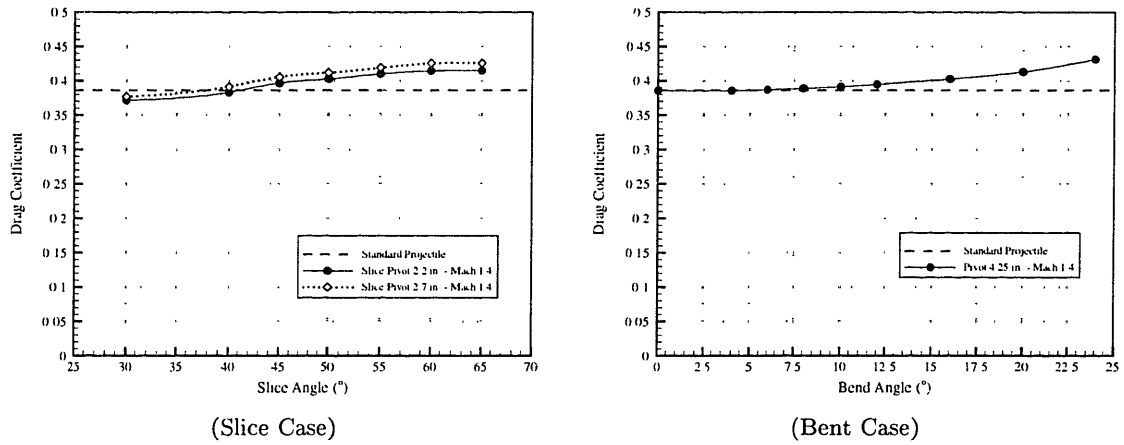 0.5
0.45
0.4
0.35
0.3
0.25
0.2
0.15
0.1
0.05
0
Drag Coefficient
Standard Projectile
Slice Pivot 2.2 in - Mach 1.4
Slice Pivot 2.7 in - Mach 1.4
25 30 35 40 45 50 55 60 65 70
Slice Angle (°)
(Slice Case)
0.5
0.45
0.4
0.35
0.3
0.25
0.2
0.15
0.1
0.05
0
Drag Coefficient
Standard Projectile
Pivot 4.25 in - Mach 1.4
0 2.5 5 7.5 10 12.5 15 17.5 20 22.5 25
Bend Angle (°)
(Bent Case)